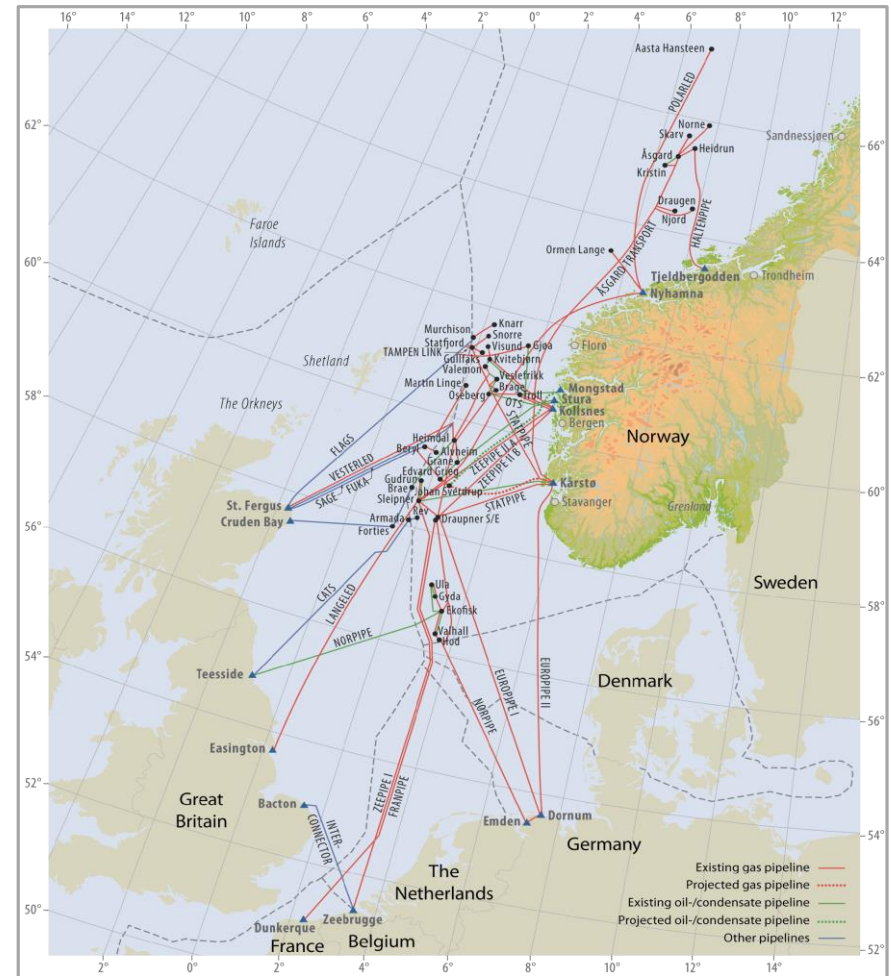 16° 14° 12° 10° 8° 6° 4° 2° 0° 2° 4° 6° 8° 10° 12°
Aasta Hansteen
POLARLED
62°
Norne
Skarv
Sandnessjøen
Åsgard
Heidrun
66°
Kristin
Draugen
Njord
HALTENPIPE
Faroe
Islands
Ormen Lange
ÅSGARD TRANSPORT
60°
Tjeldbergodden
Trondheim
64°
Nyhamna
Knarr
Murchison
Snorre
Statfjord
Visund
Gjøa
Florø
TAMPEN LINK
Gullfaks
Kvitebjørn
Shetland
Valemon
Veslefrikk
58°
Martin Linge
Brage
Mongstad
62°
Oseberg
Troll
Stura
OTS
Kollsnes
The Orkneys
STATPIPE
Bergen
FLAGS
Norway
Heimdal
VESTERLED
Beryl
Alvheim
ZEEPIPE II A
Grane
ZEEPIPE II B
Edvard Grieg
SAGE
FUKA
Gudrun
Kårstø
60°
Brae
Johan Sverdrup
St. Fergus
Sleipner
Stavanger
Grenland
56°
Rev
STATPIPE
Cruden Bay
Armada
Draupner S/E
Forties
Sweden
CATS
LANGELED
Ula
Gyda
58°
Ekofisk
NORPIPE
Valhall
Hod
54°
Teesside
Denmark
EUROPIPE II
EUROPIPE I
NORPIPE
56°
Easington
52°
ZEEPIPE I
FRANPIPE
Great
Britain
Bacton
INTER-
CONNECTOR
Emden
Dornum
54°
Germany
The
Netherlands
Existing gas pipeline
Projected gas pipeline
Existing oil-/condensate pipeline
50°
Projected oil-/condensate pipeline
Zeebrugge
Dunkerque
Other pipelines
France
Belgium
52°
2° 0° 2° 4° 6° 8° 10° 12° 14°